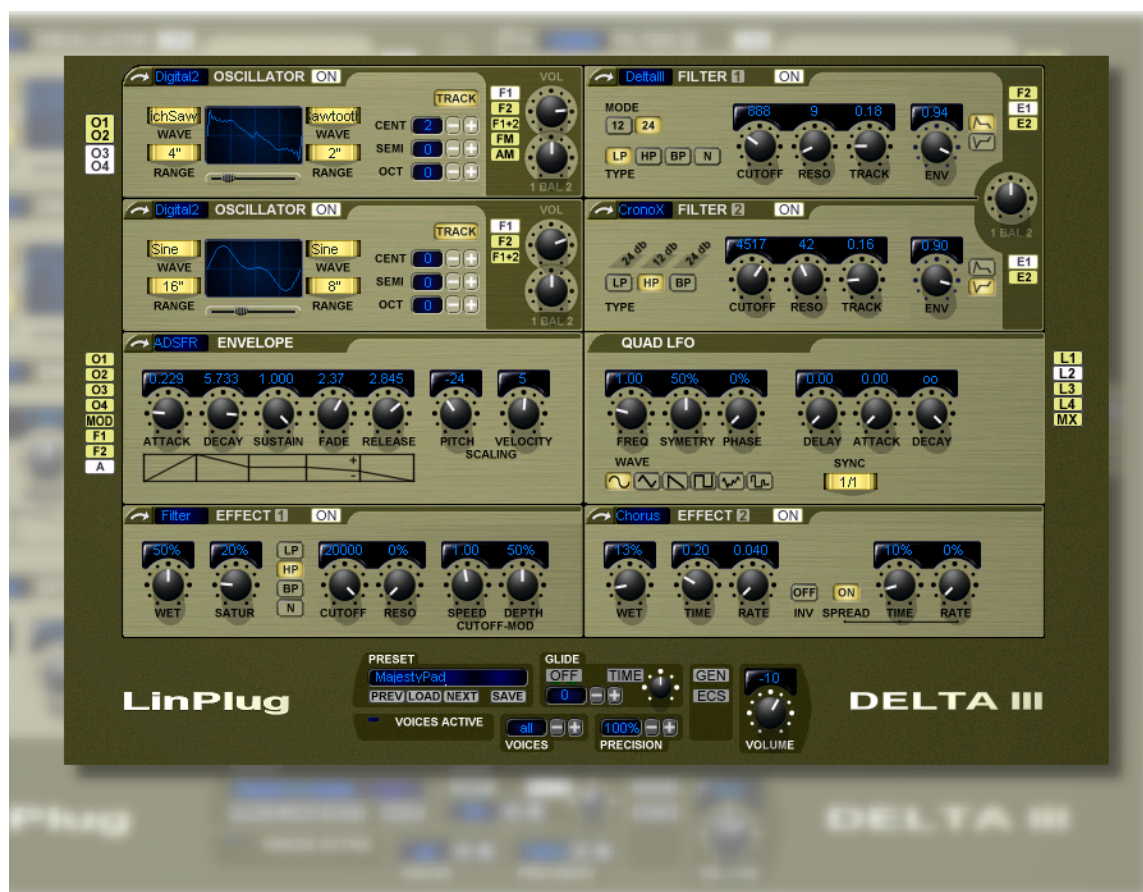 Digital2 OSCILLATOR ON VOL
TRACK
F1
F2
F1+2
FM
AM
ichSaw awtooth
WAVE WAVE
4" 2"
RANGE RANGE
CENT 2
SEMI 0
OCT 0
1 BAL 2
O1
O2
O3
O4
DeltaIII FILTER 1 ON
F2
E1
E2
MODE
12 24
LP HP BP N
TYPE
888 9 0.18 0.94
CUTOFF RESO TRACK ENV
1 BAL 2
Digital2 OSCILLATOR ON VOL
TRACK
F1
F2
F1+2
Sine Sine
WAVE WAVE
16" 8"
RANGE RANGE
CENT 0
SEMI 0
OCT 0
1 BAL 2
CronoX FILTER 2 ON
24 db 12 db 24 db
LP HP BP
TYPE
4517 42 0.16 0.90
CUTOFF RESO TRACK ENV
E1
E2
ADSFR ENVELOPE
O1
O2
O3
O4
MOD
F1
F2
A
0.229 5.733 1.000 2.37 2.845 -24 5
ATTACK DECAY SUSTAIN FADE RELEASE PITCH VELOCITY
SCALING
+
-
QUAD LFO
1.00 50% 0% 0.00 0.00 oo
FREQ SYMETRY PHASE DELAY ATTACK DECAY
WAVE SYNC
1/1
L1
L2
L3
L4
MX
Filter EFFECT 1 ON
50% 20%
WET SATUR
LP
HP
BP
N
20000 0% 1.00 50%
CUTOFF RESO SPEED DEPTH
CUTOFF-MOD
Chorus EFFECT 2 ON
13% 0.20 0.040 10% 0%
OFF ON
WET TIME RATE INV SPREAD TIME RATE
LinPlug
PRESET
MajestyPad
PREV LOAD NEXT SAVE
VOICES ACTIVE
GLIDE
OFF TIME
0
all
VOICES
100%
PRECISION
GEN
ECS
-10
VOLUME
DELTA III
Plug
DELTA III